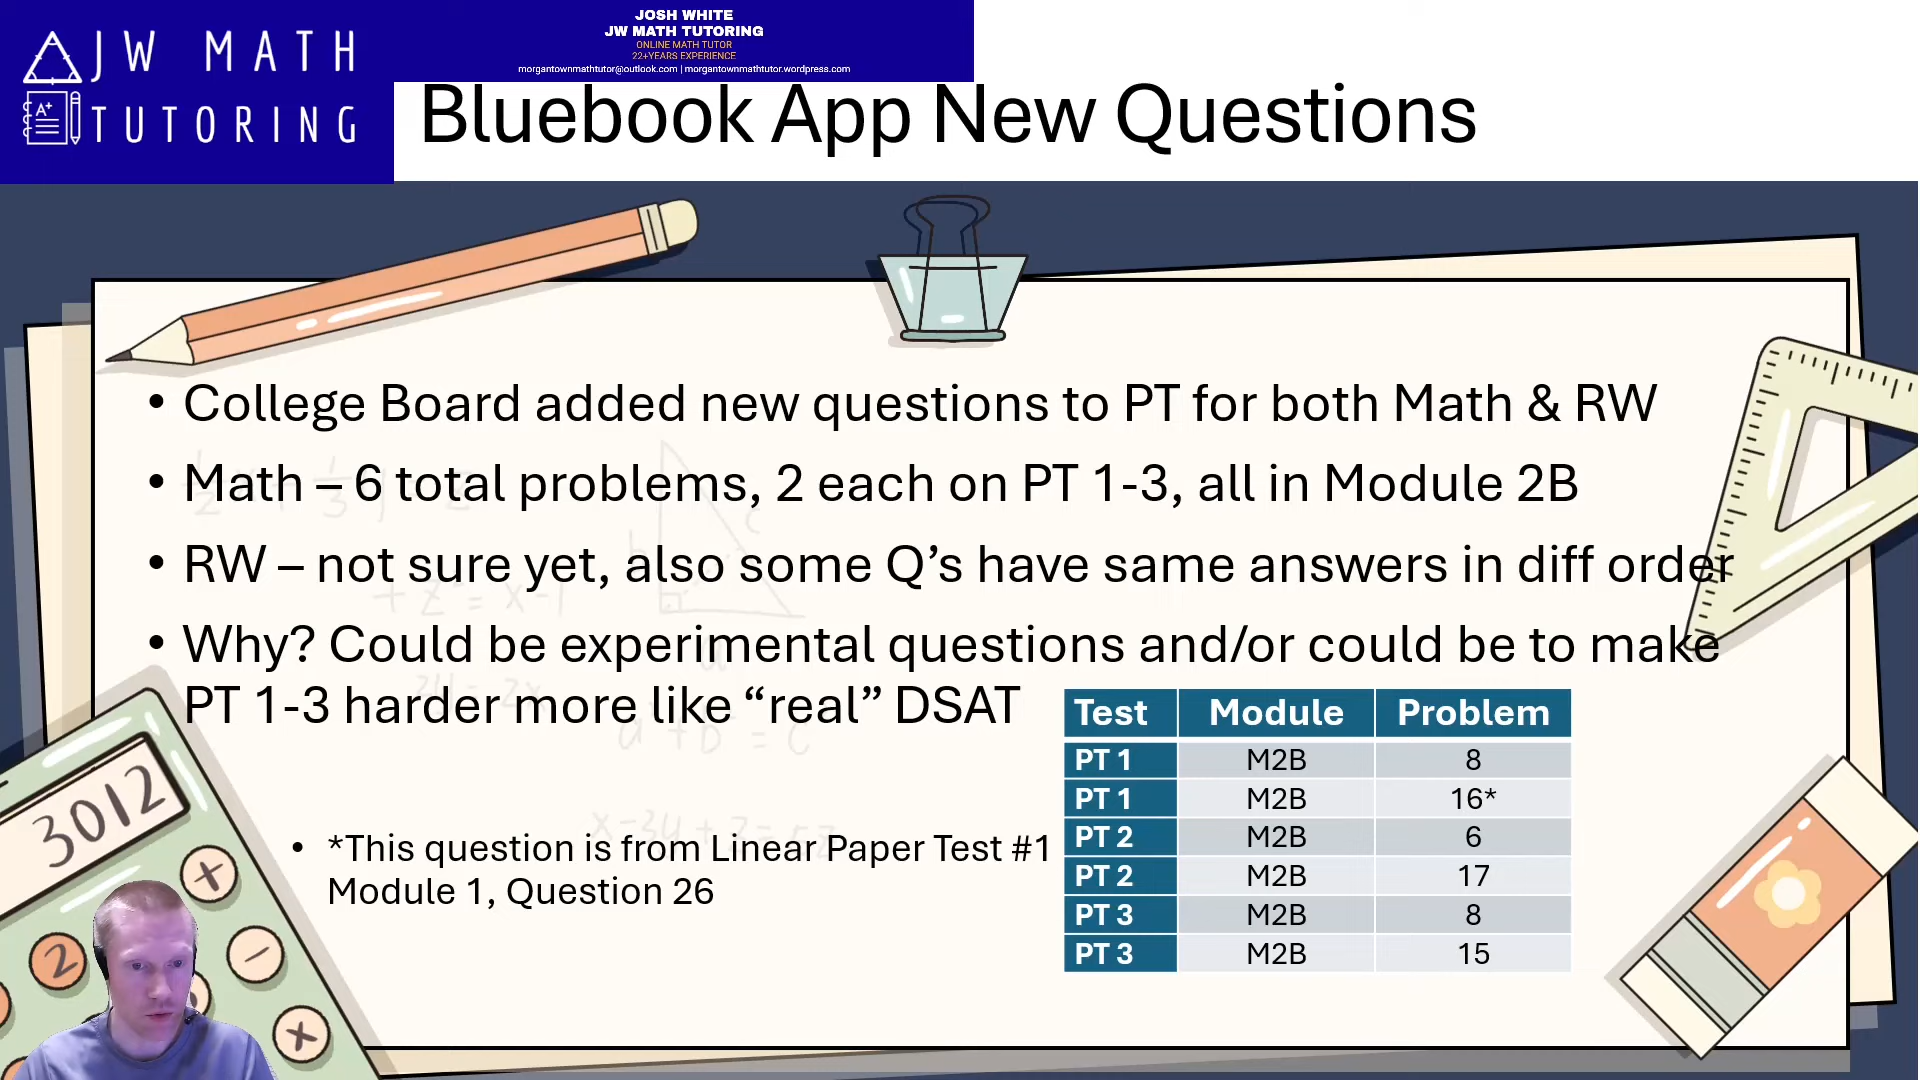 JW MATH
TUTORING
A+
JOSH WHITE
JW MATH TUTORING
ONLINE MATH TUTOR
22+YEARS EXPERIENCE
morgantownmathtutor@outlook.com | morgantownmathtutor.wordpress.com
Bluebook App New Questions
• College Board added new questions to PT for both Math & RW
• Math – 6 total problems, 2 each on PT 1-3, all in Module 2B
• RW – not sure yet, also some Q’s have same answers in diff order
• Why? Could be experimental questions and/or could be to make
PT 1-3 harder more like “real” DSAT
• *This question is from Linear Paper Test #1
Module 1, Question 26
Test Module Problem
PT 1 M2B 8
PT 1 M2B 16*
PT 2 M2B 6
PT 2 M2B 17
PT 3 M2B 8
PT 3 M2B 15
3012
+
2 −
×